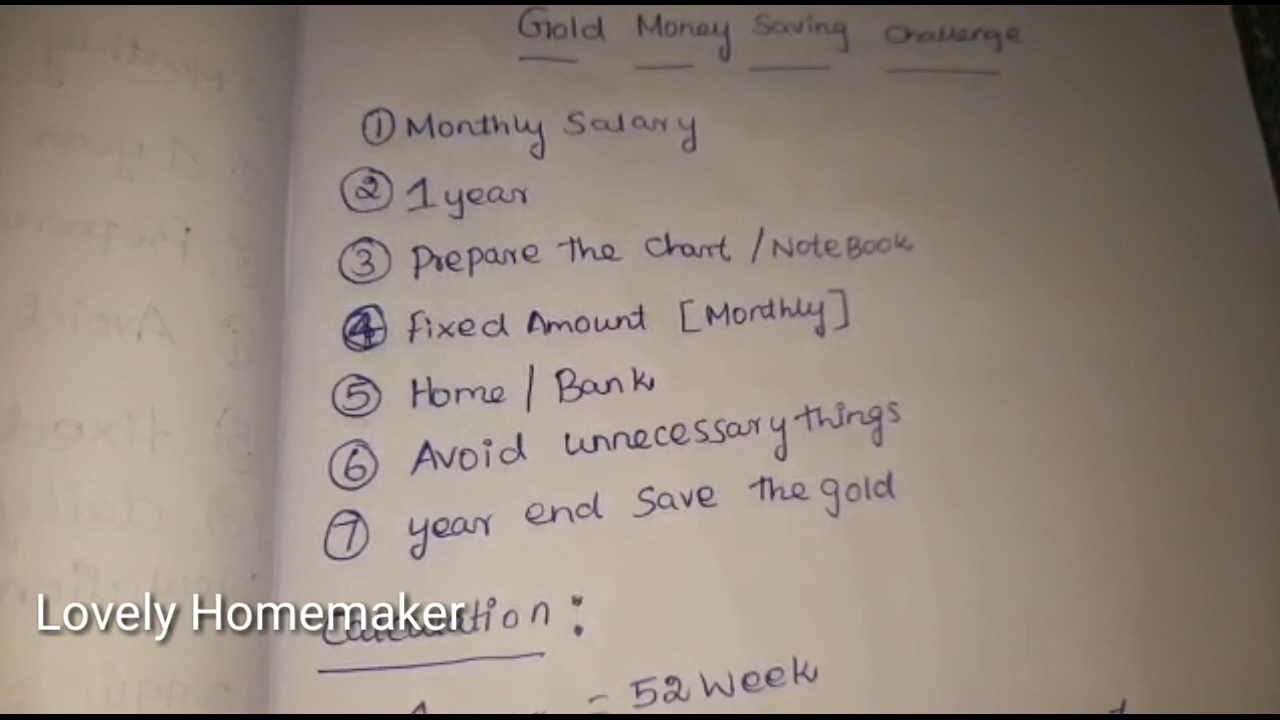 Gold Money Saving Challenge
① Monthly Salary
② 1 year
③ Prepare the chart / NoteBook
④ fixed Amount [Monthly]
⑤ Home / Bank
⑥ Avoid unnecessary things
⑦ year end save the gold
Lovely Homemaker
Calculation :
= 52 Week